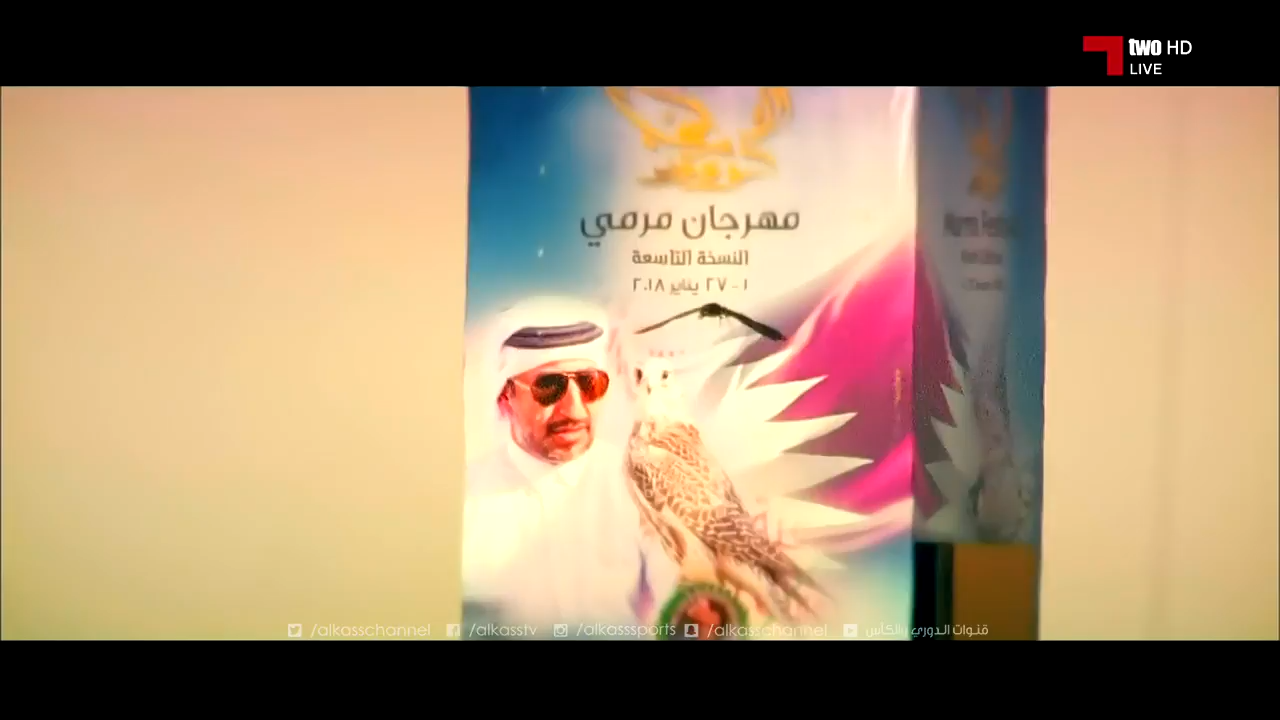 two HD
LIVE
مهرجان مرمي
النسخة التاسعة
١ - ٢٧ يناير ٢٠١٨
/alkasschannel /alkasstv /alkasssports /alkasschannel قنوات الدوري والكأس